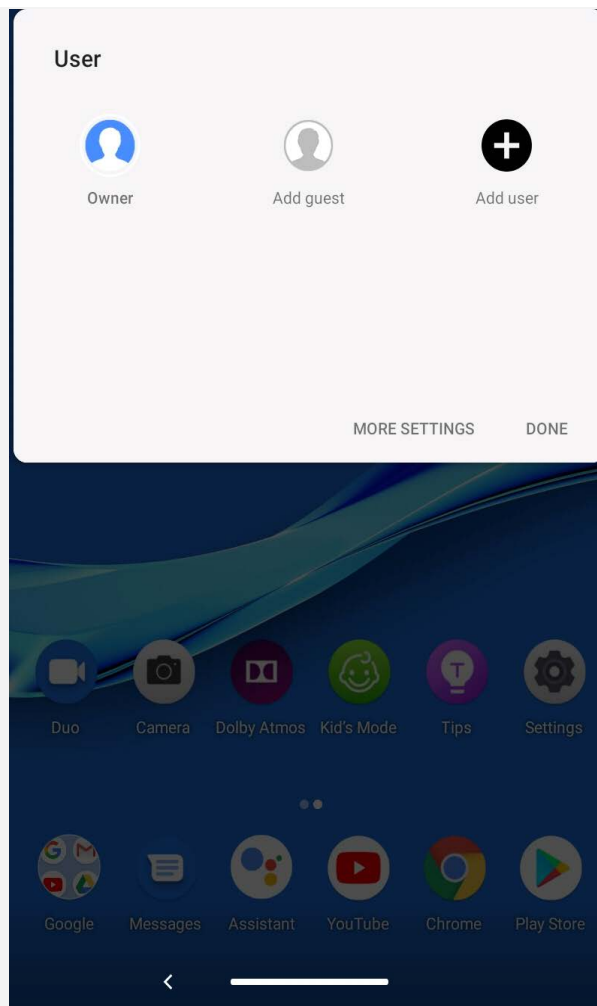 User
Owner Add guest Add user
MORE SETTINGS DONE
Duo Camera Dolby Atmos Kid's Mode Tips Settings
Google Messages Assistant YouTube Chrome Play Store